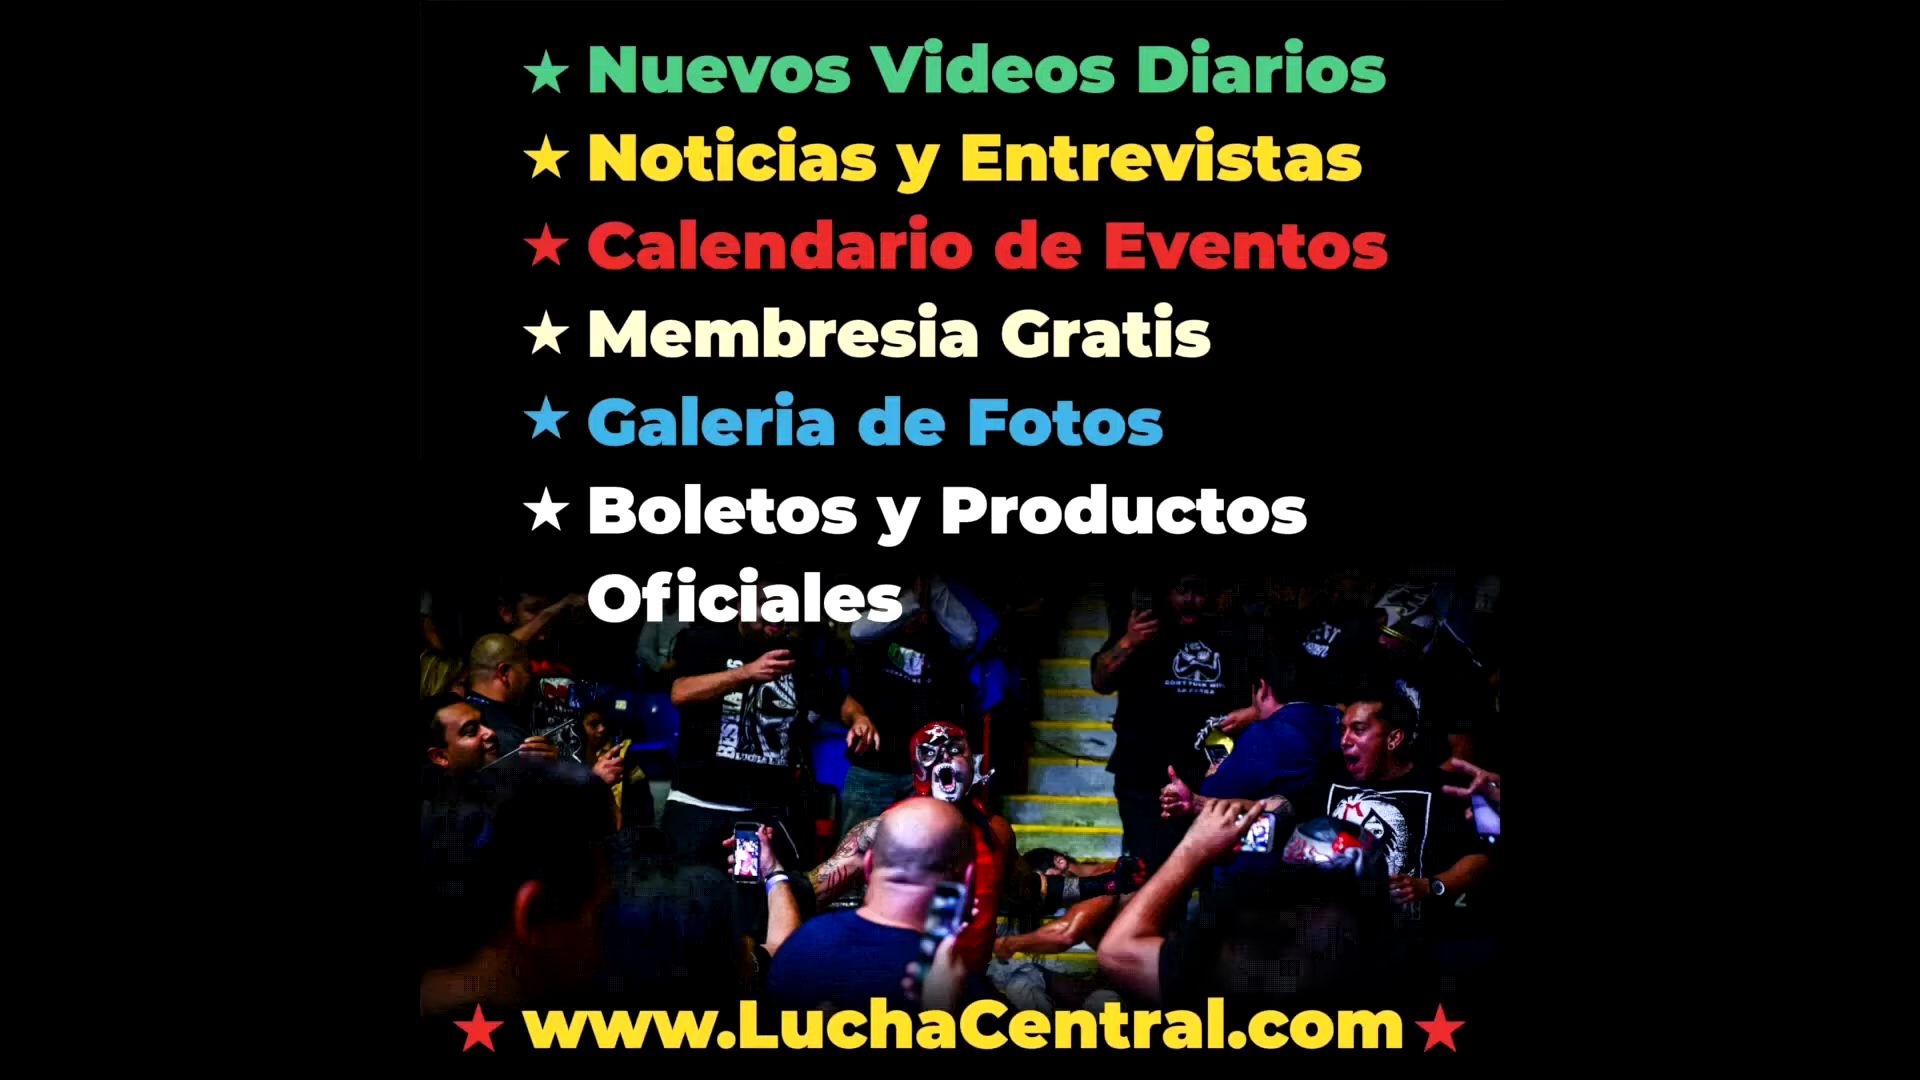 ★ Nuevos Videos Diarios
★ Noticias y Entrevistas
★ Calendario de Eventos
★ Membresia Gratis
★ Galeria de Fotos
★ Boletos y Productos
Oficiales
★ www.LuchaCentral.com ★